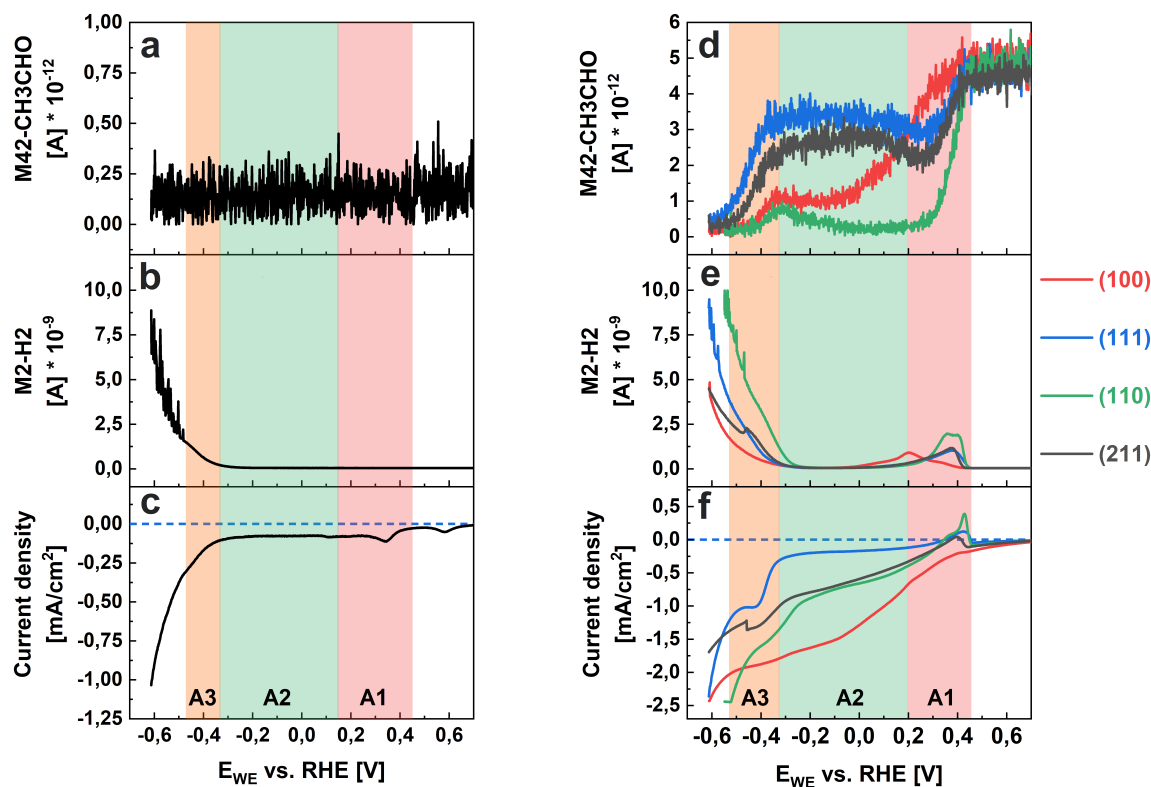 a
M42-CH3CHO
[A] * 10-12
1,00
0,75
0,50
0,25
0,00
b
M2-H2
[A] * 10-9
10,0
7,5
5,0
2,5
0,0
c
Current density
[mA/cm2]
0,00
-0,25
-0,50
-0,75
-1,00
-1,25
A3 A2 A1
-0,6 -0,4 -0,2 0,0 0,2 0,4 0,6
EWE vs. RHE [V]
d
M42-CH3CHO
[A] * 10-12
6
5
4
3
2
1
0
e
M2-H2
[A] * 10-9
10,0
7,5
5,0
2,5
0,0
f
Current density
[mA/cm2]
0,5
0,0
-0,5
-1,0
-1,5
-2,0
-2,5
A3 A2 A1
-0,6 -0,4 -0,2 0,0 0,2 0,4 0,6
EWE vs. RHE [V]
(100)
(111)
(110)
(211)